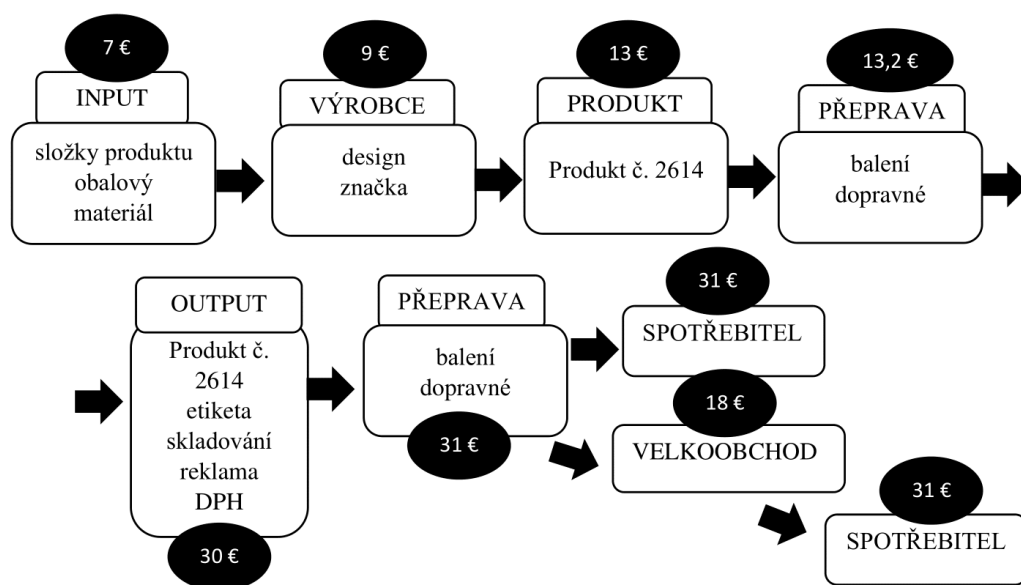 7 €
INPUT
složky produktu
obalový
materiál
9 €
VÝROBCE
design
značka
13 €
PRODUKT
Produkt č. 2614
13,2 €
PŘEPRAVA
balení
dopravné
OUTPUT
Produkt č.
2614
etiketa
skladování
reklama
DPH
30 €
PŘEPRAVA
balení
dopravné
31 €
31 €
SPOTŘEBITEL
18 €
VELKOOBCHOD
31 €
SPOTŘEBITEL